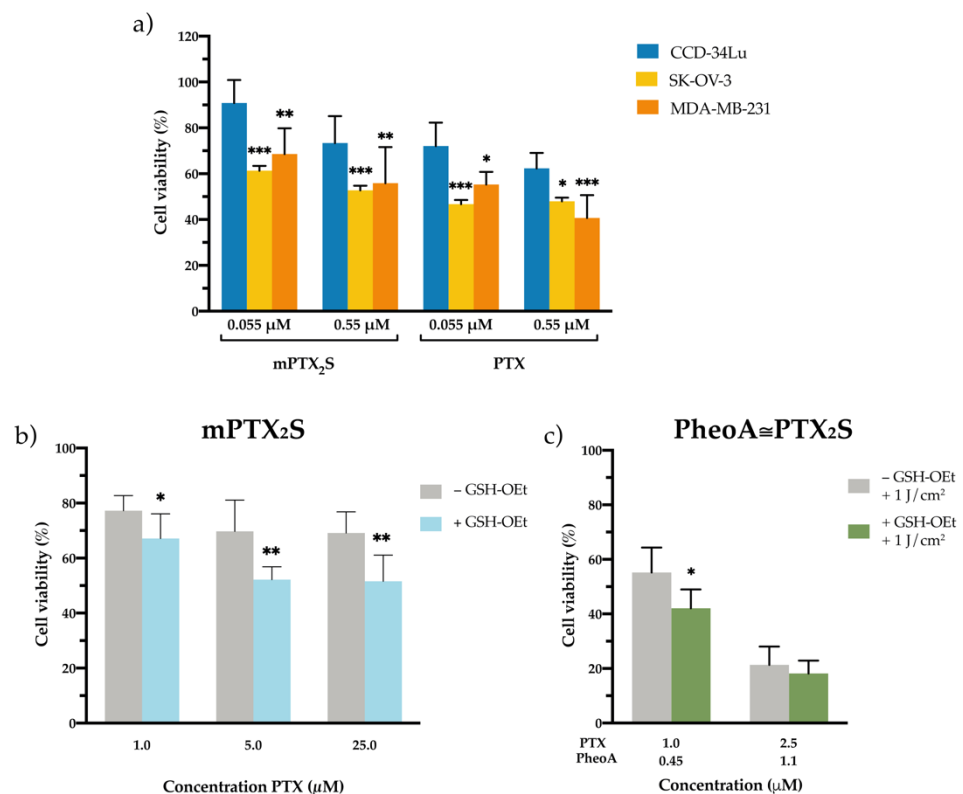 a)
120
100
80
60
40
20
0
Cell viability (%)
*** ** *** ** *** * * ***
CCD-34Lu
SK-OV-3
MDA-MB-231
0.055 μM 0.55 μM 0.055 μM 0.55 μM
mPTX₂S PTX
b)
mPTX₂S
100
80
60
40
20
0
Cell viability (%)
* ** **
– GSH-OEt
+ GSH-OEt
1.0 5.0 25.0
Concentration PTX (μM)
c)
PheoA≅PTX₂S
100
80
60
40
20
0
Cell viability (%)
*
– GSH-OEt
+ 1 J/cm²
+ GSH-OEt
+ 1 J/cm²
PTX 1.0 2.5
PheoA 0.45 1.1
Concentration (μM)